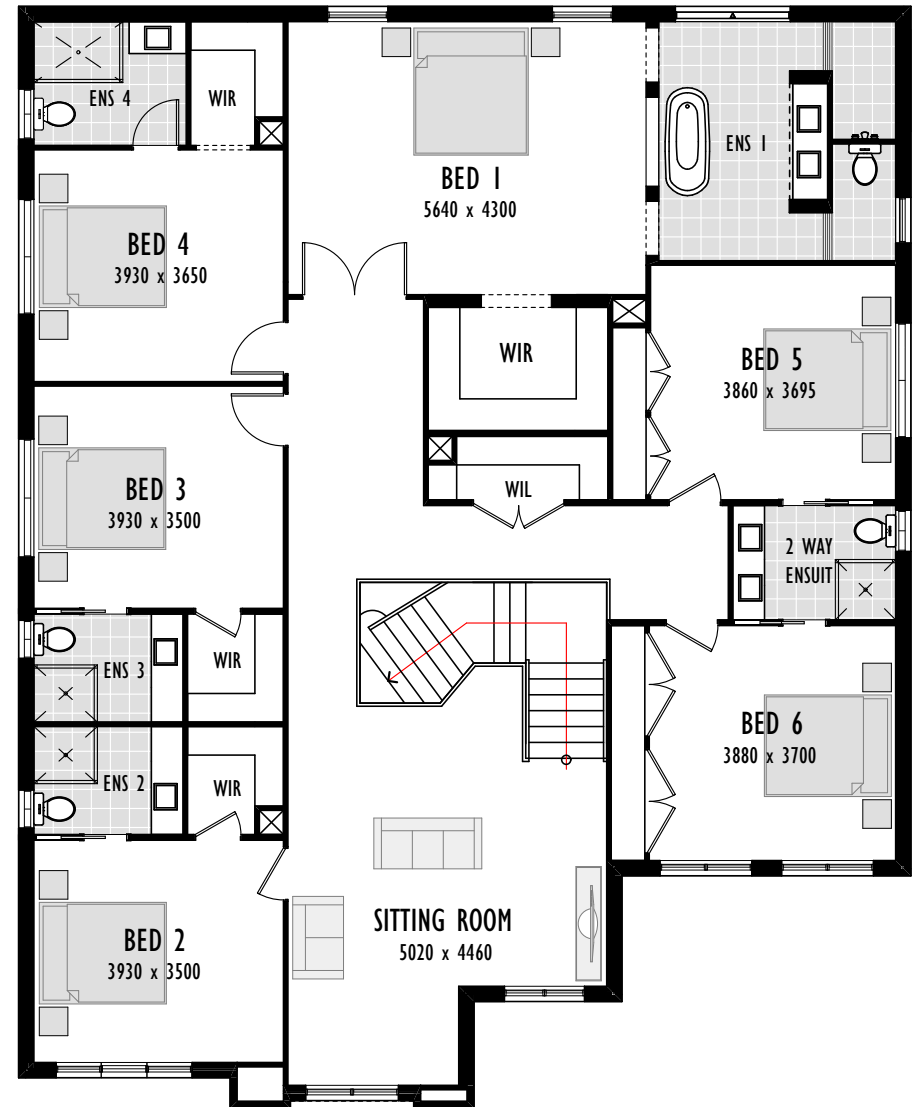 ENS 4
WIR
BED 1
5640 x 4300
ENS 1
BED 4
3930 x 3650
WIR
BED 5
3860 x 3695
BED 3
3930 x 3500
WIL
2 WAY
ENSUIT
ENS 3
WIR
BED 6
3880 x 3700
ENS 2
WIR
SITTING ROOM
5020 x 4460
BED 2
3930 x 3500